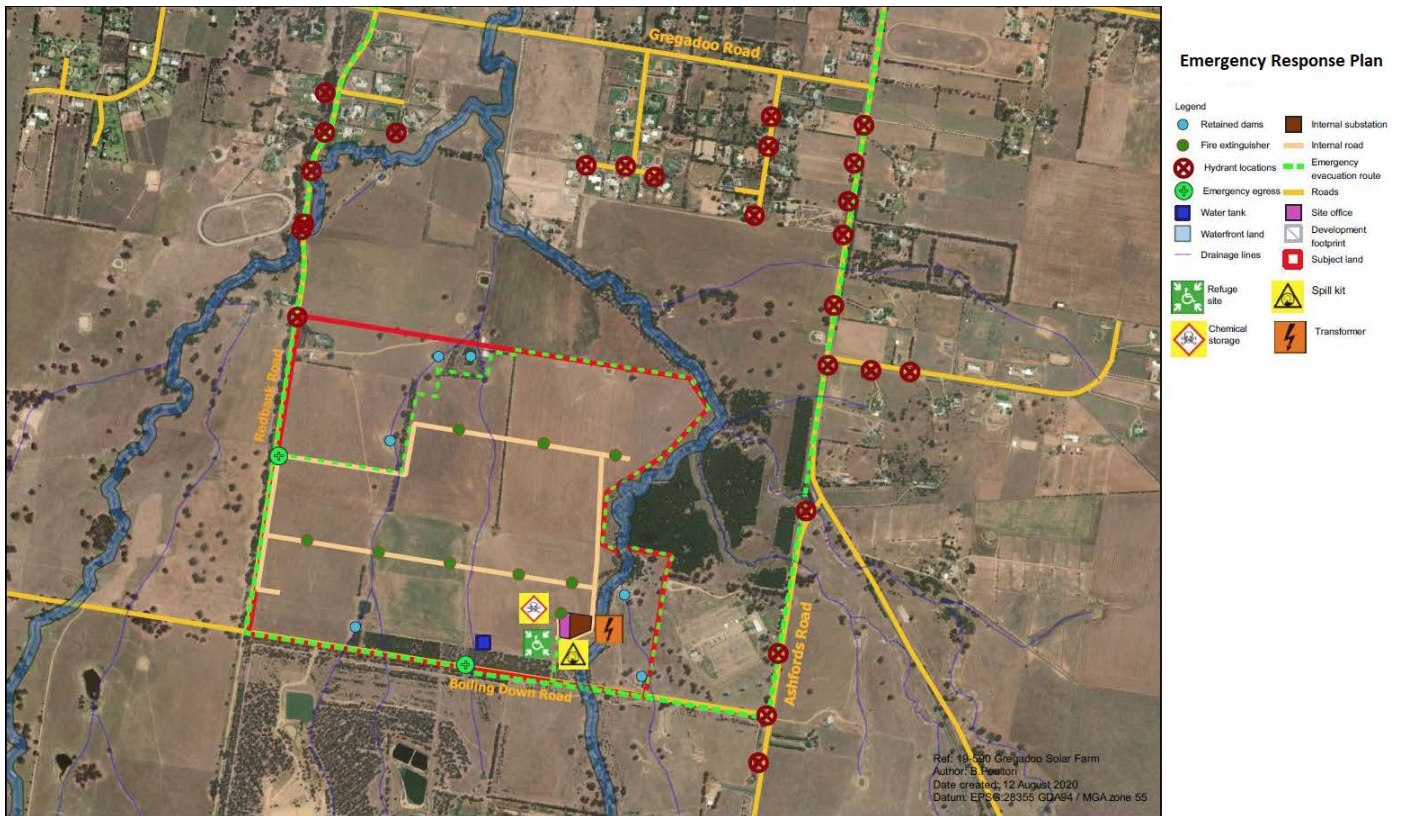 Gregadoo Road
Redbank Road
Boiling Down Road
Ashfords Road
Ref: 19-590 Gregadoo Solar Farm
Author: B.Poulton
Date created: 12 August 2020
Datum: EPSG:28355 GDA94 / MGA zone 55
Emergency Response Plan
Legend
Retained dams
Fire extinguisher
Hydrant locations
Emergency egress
Water tank
Waterfront land
Drainage lines
Refuge
site
Chemical
storage
Internal substation
Internal road
Emergency
evacuation route
Roads
Site office
Development
footprint
Subject land
Spill kit
Transformer